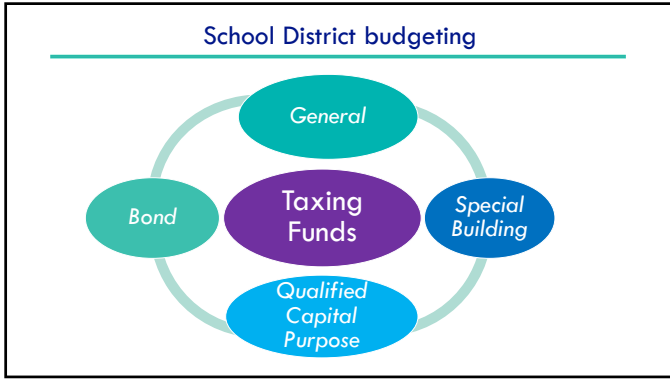 School District budgeting
General
Bond
Taxing
Funds
Special
Building
Qualified
Capital
Purpose